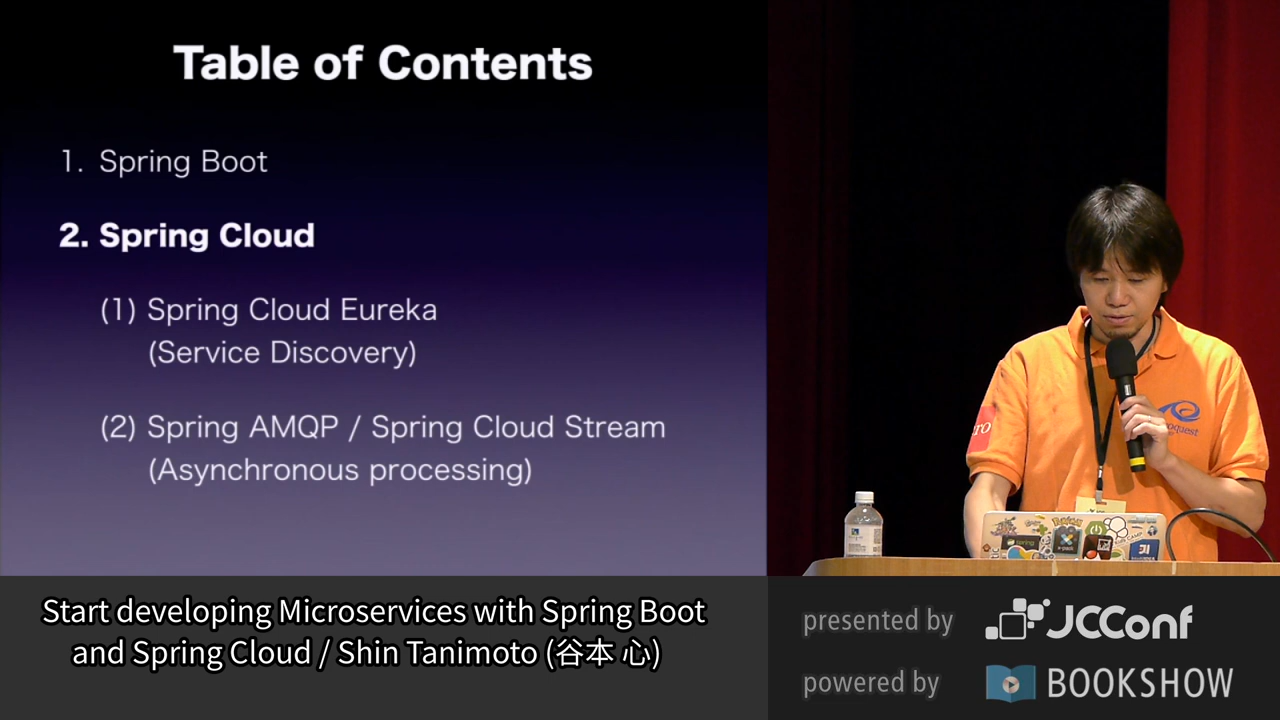 Table of Contents
1. Spring Boot
2. Spring Cloud
(1) Spring Cloud Eureka
(Service Discovery)
(2) Spring AMQP / Spring Cloud Stream
(Asynchronous processing)
Start developing Microservices with Spring Boot
and Spring Cloud / Shin Tanimoto (谷本 心)
presented by
JCConf
powered by
BOOKSHOW
spring